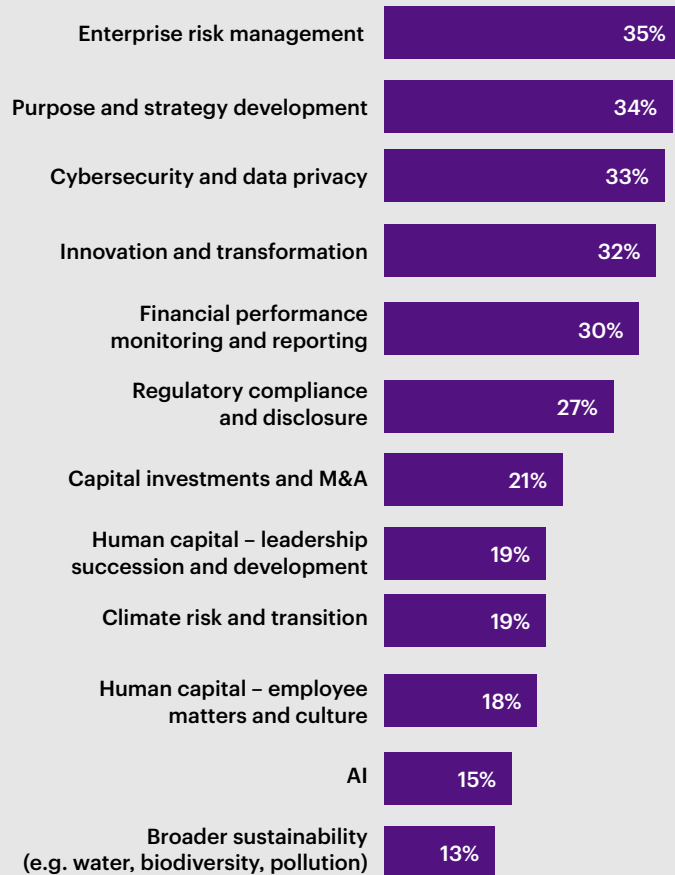 Enterprise risk management 35%
Purpose and strategy development 34%
Cybersecurity and data privacy 33%
Innovation and transformation 32%
Financial performance
monitoring and reporting 30%
Regulatory compliance
and disclosure 27%
Capital investments and M&A 21%
Human capital – leadership
succession and development 19%
Climate risk and transition 19%
Human capital – employee
matters and culture 18%
AI 15%
Broader sustainability
(e.g. water, biodiversity, pollution) 13%